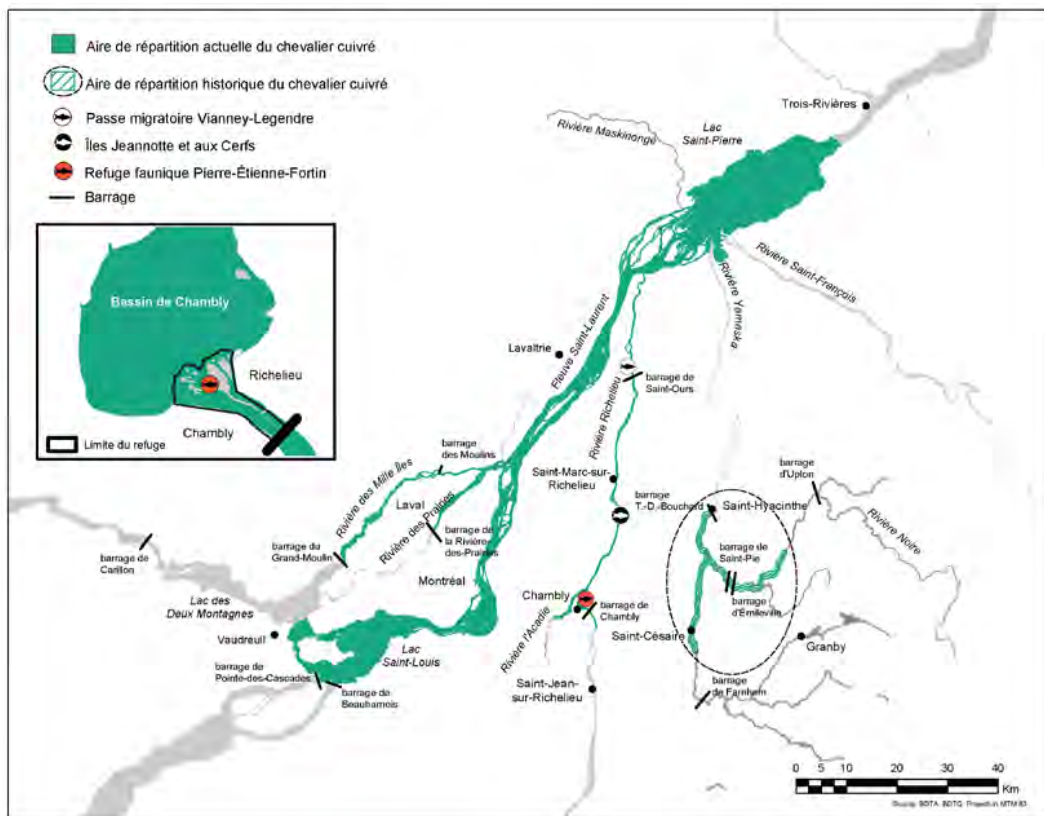 Aire de répartition actuelle du chevalier cuivré
Aire de répartition historique du chevalier cuivré
Passe migratoire Vianney-Legendre
Îles Jeannotte et aux Cerfs
Refuge faunique Pierre-Étienne-Fortin
Barrage
Bassin de Chambly
Richelieu
Chambly
Limite du refuge
Trois-Rivières
Lac
Saint-Pierre
Rivière Maskinongé
Rivière Saint-François
Rivière Yamaska
Fleuve Saint-Laurent
Lavaltrie
barrage de
Saint-Ours
Rivière Richelieu
barrage
des Moulins
Saint-Marc-sur-
Richelieu
barrage
d'Upton
Rivière des Mille Îles
Laval
Rivière des Prairies
barrage
T.-D.-Bouchard
Saint-Hyacinthe
Rivière Noire
barrage de
la Rivière-
des-Prairies
barrage du
Grand-Moulin
barrage de
Carillon
barrage de
Saint-Pie
Montréal
Chambly
barrage de
Chambly
barrage
d'Émileville
Lac des
Deux Montagnes
Vaudreuil
Lac
Saint-Louis
Rivière l'Acadie
Saint-Césaire
Granby
barrage de
Pointe-des-Cascades
barrage de
Beauharnois
Saint-Jean-
sur-Richelieu
barrage
de Farnham
0 5 10 20 30 40
Km
Source: BDTA, BDTQ, Projection MTM 83